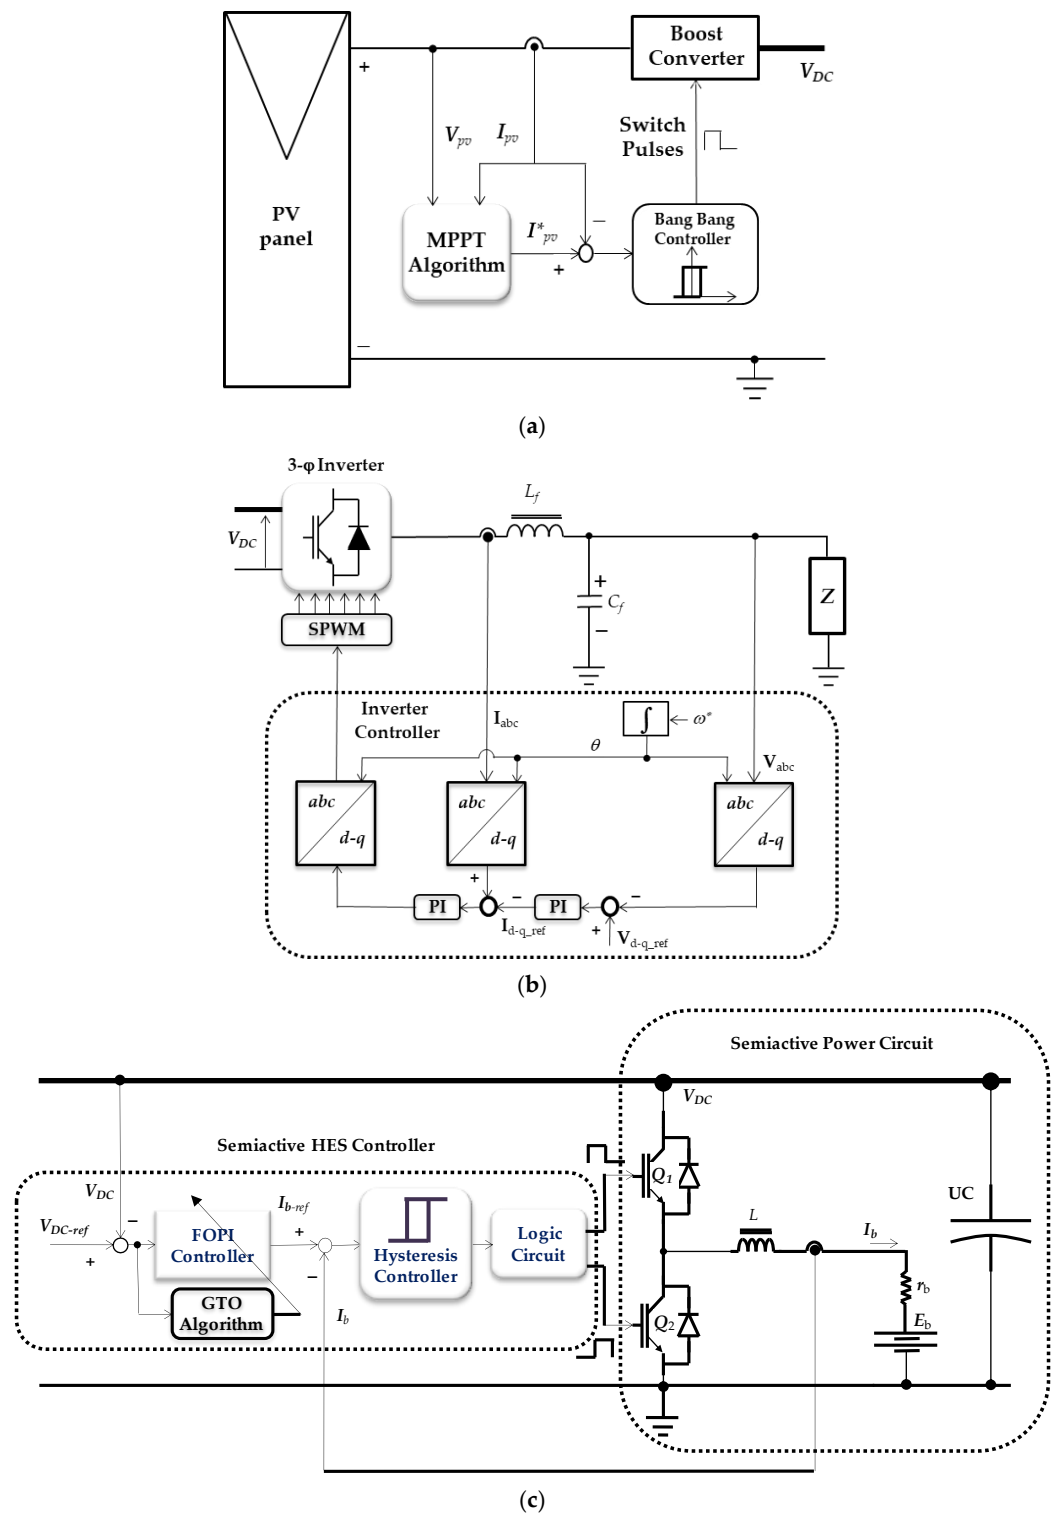 Boost
Converter
+
V_DC
Switch
Pulses
V_pv
I_pv
PV
panel
MPPT
Algorithm
I*_pv
−
+
Bang Bang
Controller
−
(a)
3-φ Inverter
L_f
V_DC
+
C_f
−
Z
SPWM
Inverter
Controller
I_abc
∫
ω*
θ
V_abc
abc
d-q
abc
d-q
abc
d-q
+
−
−
PI
PI
I_d-q_ref
+
V_d-q_ref
(b)
Semiactive Power Circuit
V_DC
Semiactive HES Controller
V_DC
V_DC-ref
−
+
FOPI
Controller
I_b-ref
+
−
Hysteresis
Controller
Logic
Circuit
GTO
Algorithm
I_b
Q1
Q2
L
I_b
r_b
E_b
UC
(c)